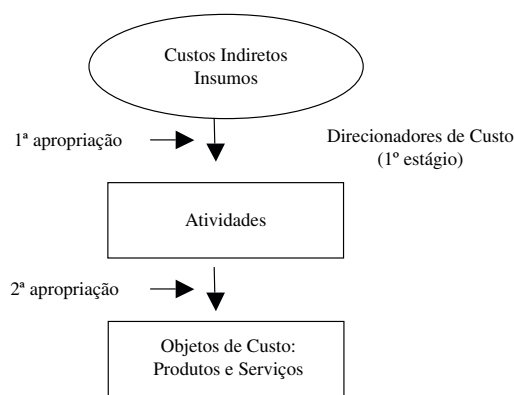 Custos Indiretos
Insumos
1ª apropriação
Direcionadores de Custo
(1º estágio)
Atividades
2ª apropriação
Objetos de Custo:
Produtos e Serviços